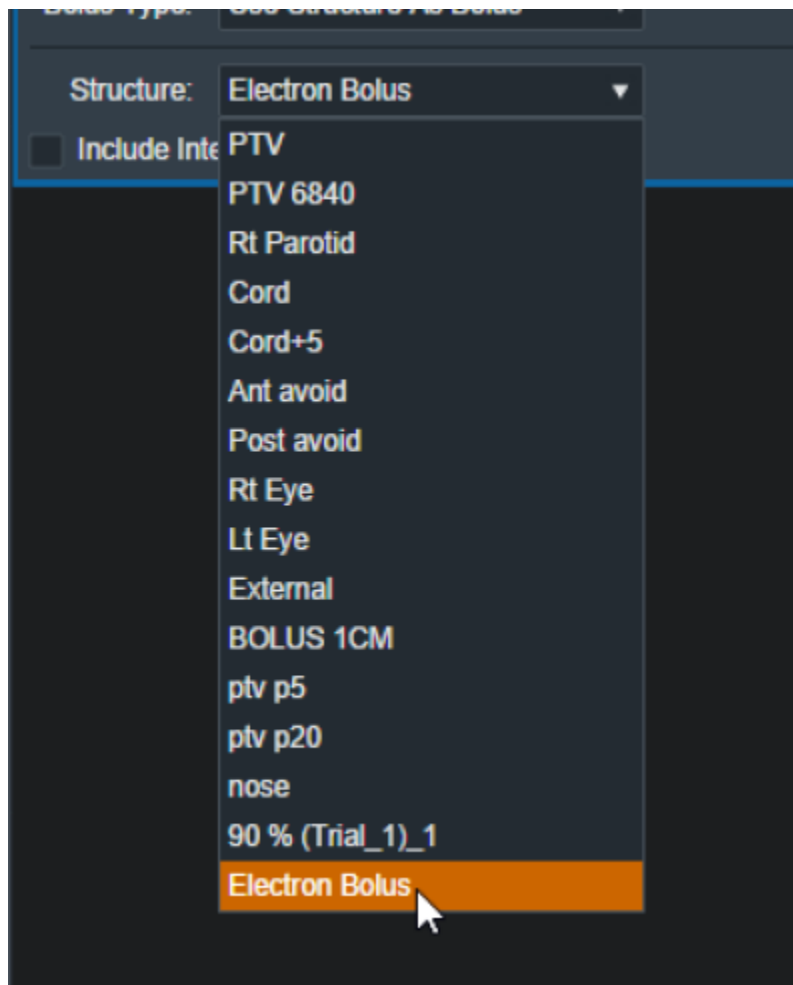 Structure: Electron Bolus
Include Inte
PTV
PTV 6840
Rt Parotid
Cord
Cord+5
Ant avoid
Post avoid
Rt Eye
Lt Eye
External
BOLUS 1CM
ptv p5
ptv p20
nose
90 % (Trial_1)_1
Electron Bolus